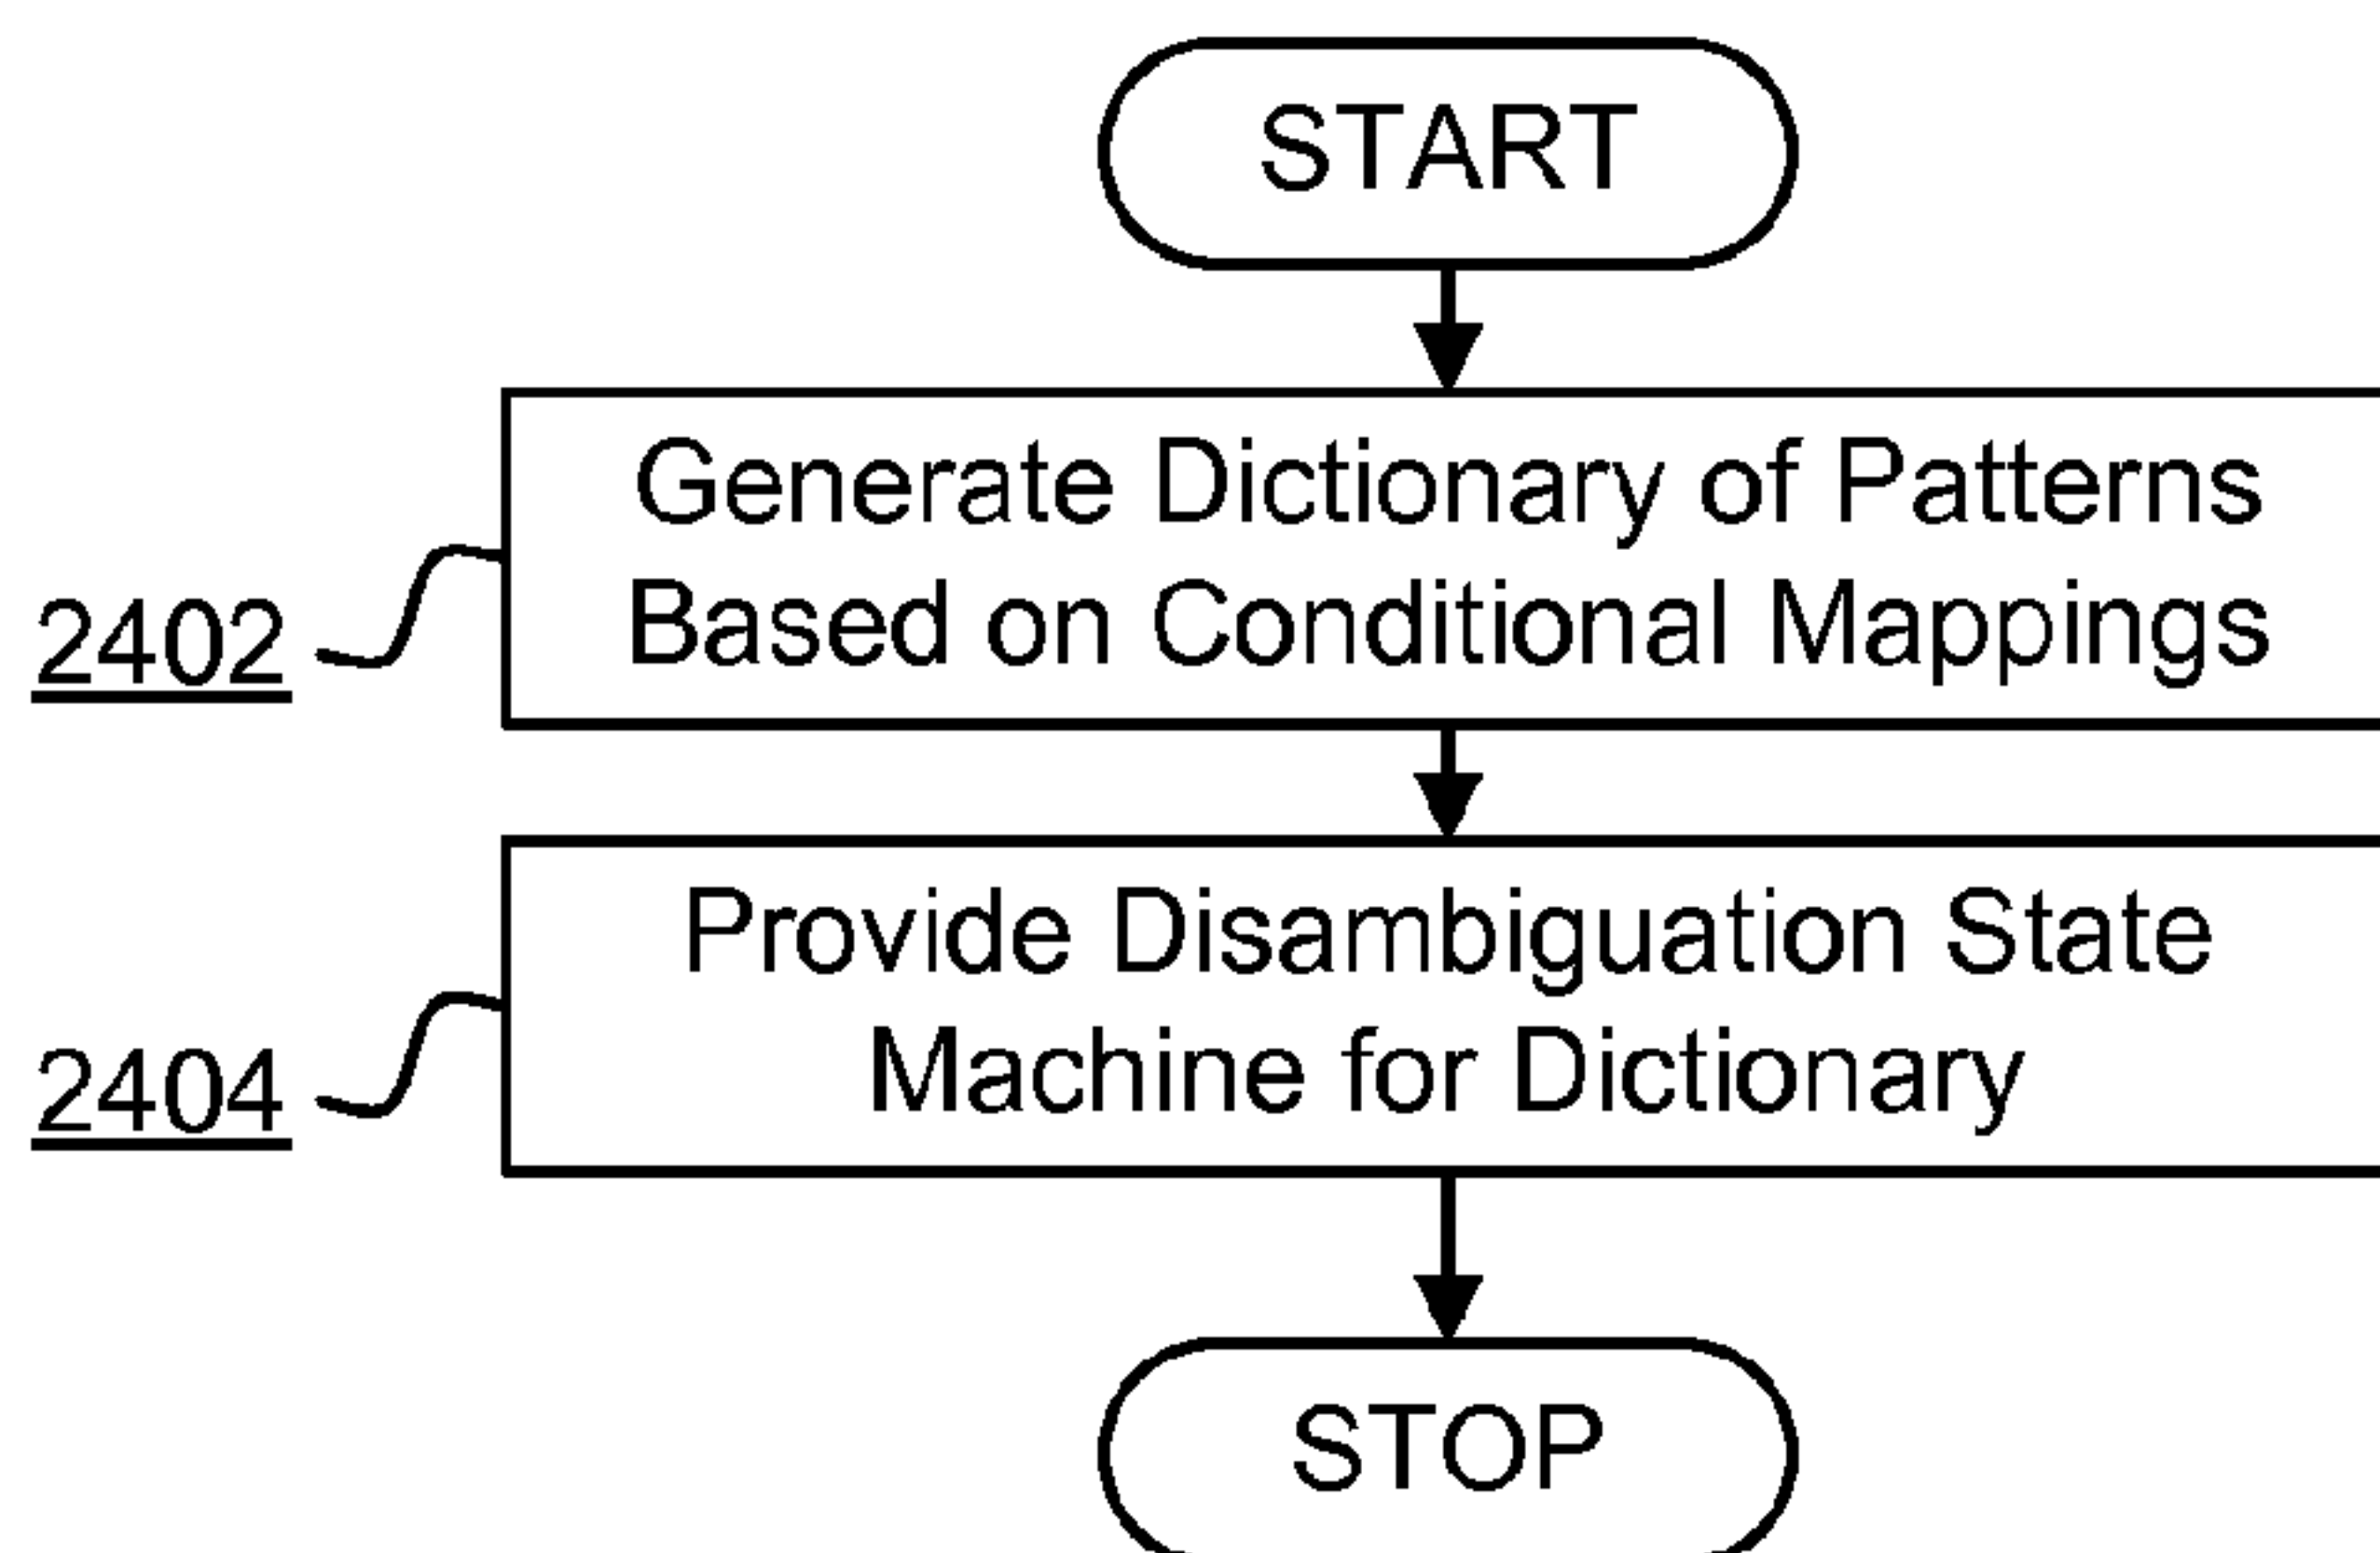 START
Generate Dictionary of Patterns
Based on Conditional Mappings
2402
Provide Disambiguation State
Machine for Dictionary
2404
STOP